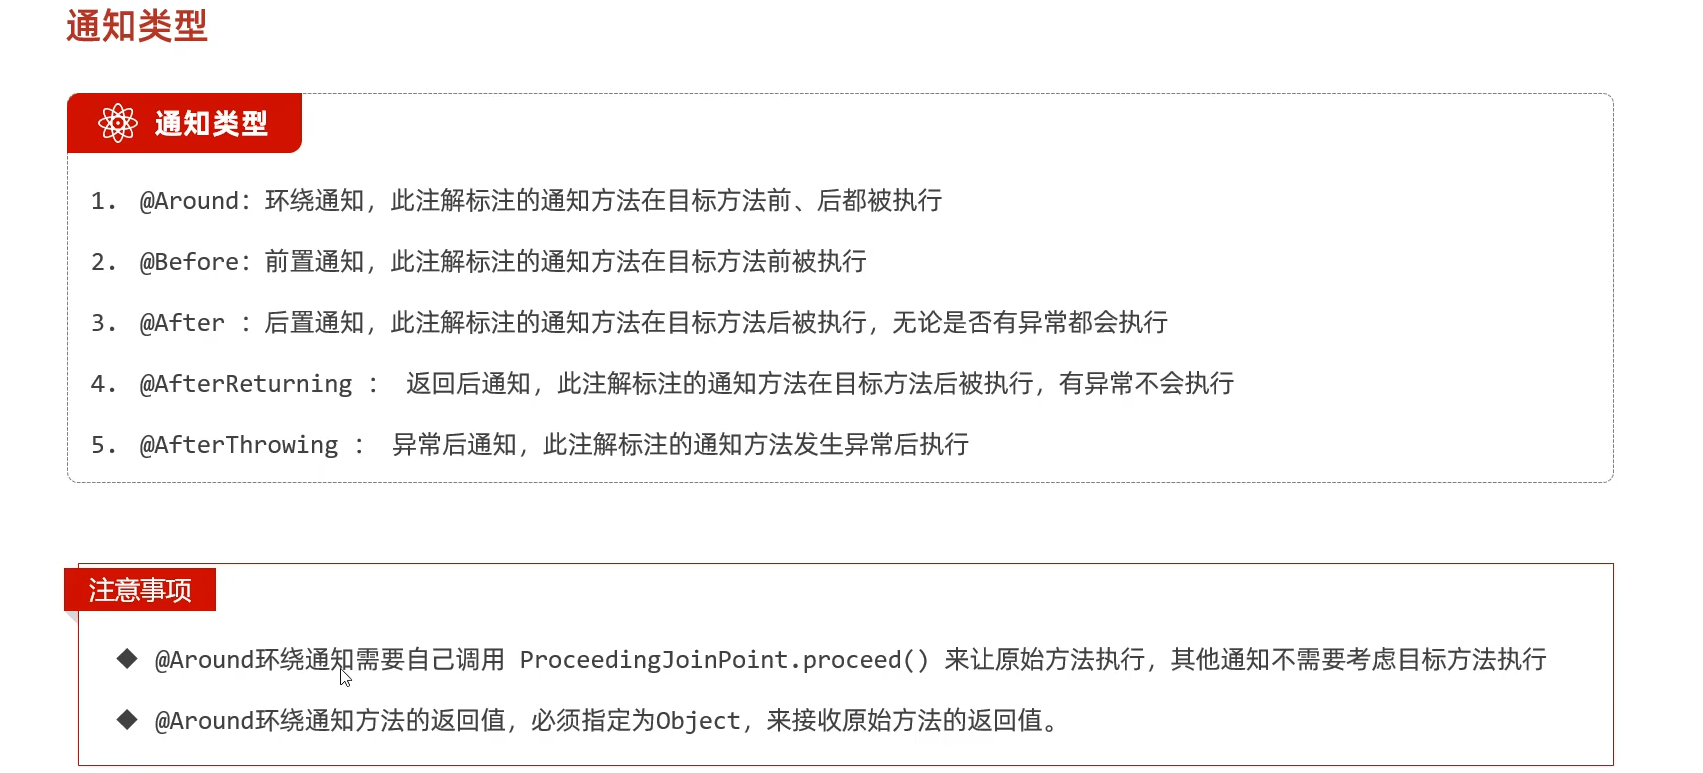 通知类型
通知类型
1. @Around：环绕通知，此注解标注的通知方法在目标方法前、后都被执行
2. @Before：前置通知，此注解标注的通知方法在目标方法前被执行
3. @After ：后置通知，此注解标注的通知方法在目标方法后被执行，无论是否有异常都会执行
4. @AfterReturning ： 返回后通知，此注解标注的通知方法在目标方法后被执行，有异常不会执行
5. @AfterThrowing ： 异常后通知，此注解标注的通知方法发生异常后执行
注意事项
◆ @Around环绕通知需要自己调用 ProceedingJoinPoint.proceed() 来让原始方法执行，其他通知不需要考虑目标方法执行
◆ @Around环绕通知方法的返回值，必须指定为Object，来接收原始方法的返回值。